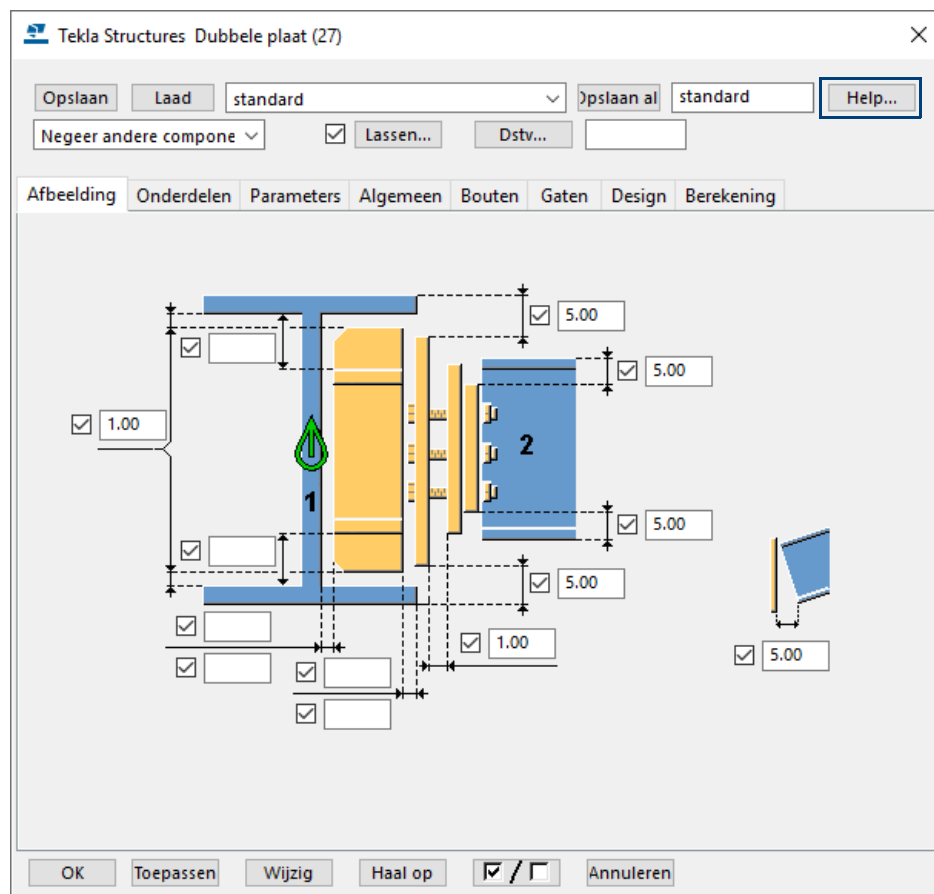 Tekla Structures Dubbele plaat (27)
Opslaan Laad standard Opslaan al standard Help...
Negeer andere compone Lassen... Dstv...
Afbeelding Onderdelen Parameters Algemeen Bouten Gaten Design Berekening
5.00
5.00
1.00
2
1
5.00
5.00
1.00
5.00
OK Toepassen Wijzig Haal op / Annuleren